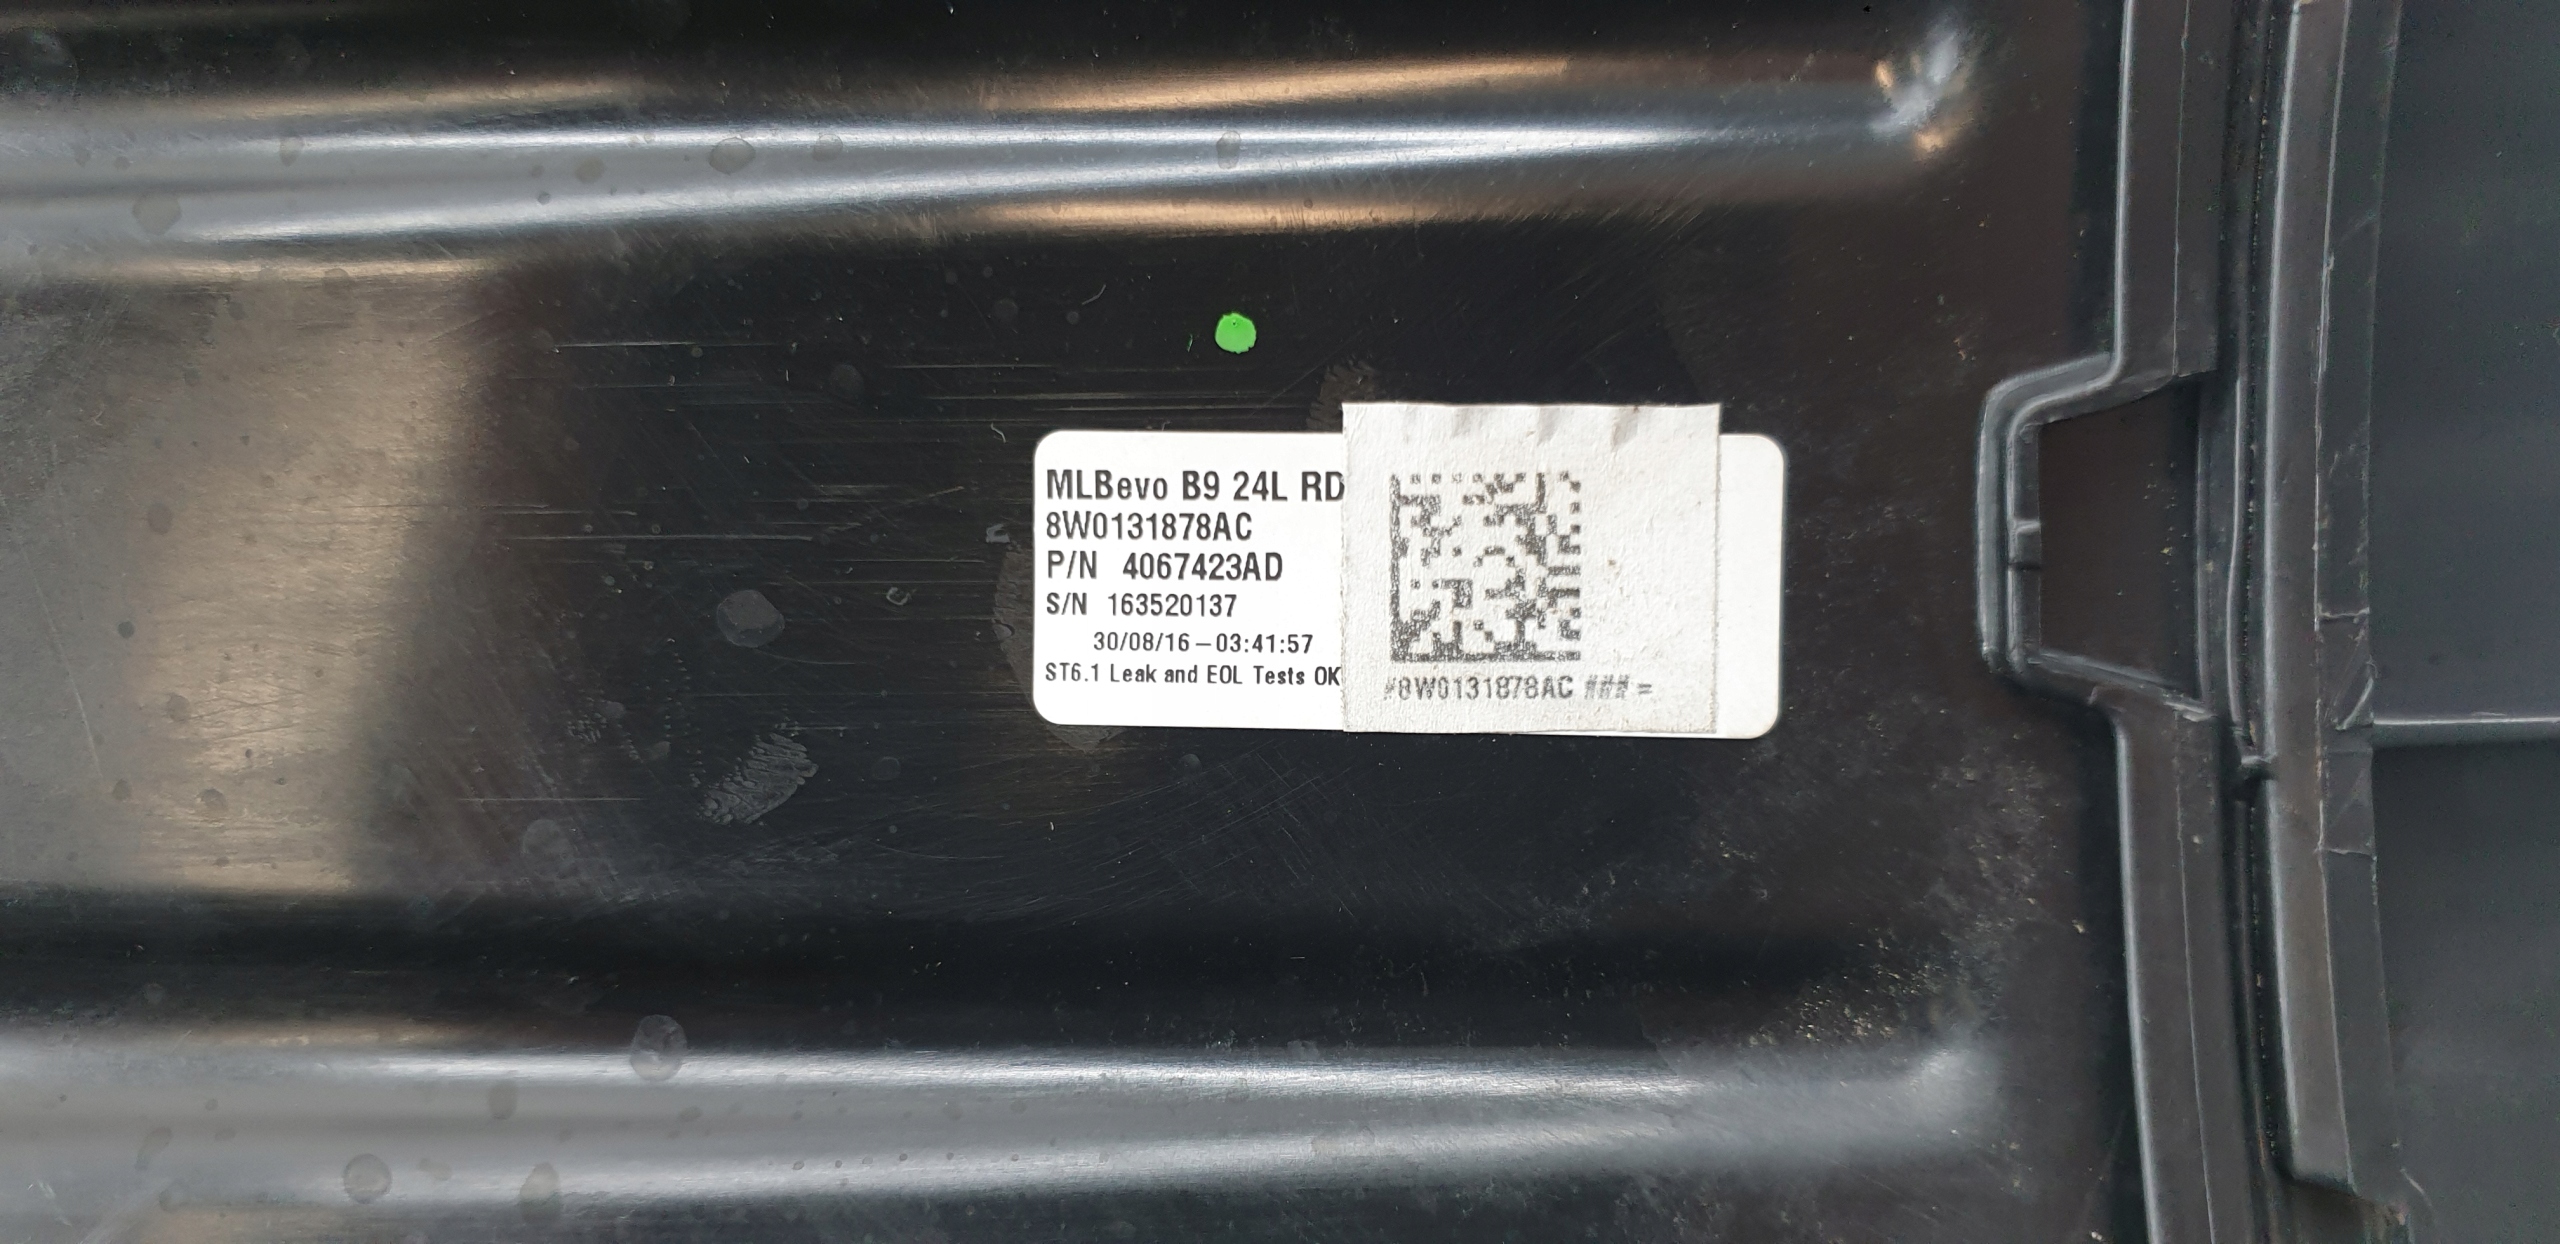 MLBevo B9 24L RD
8W0131878AC
P/N 4067423AD
S/N 163520137
30/08/16-03:41:57
ST6.1 Leak and EOL Tests OK
#8W0131878AC ###=